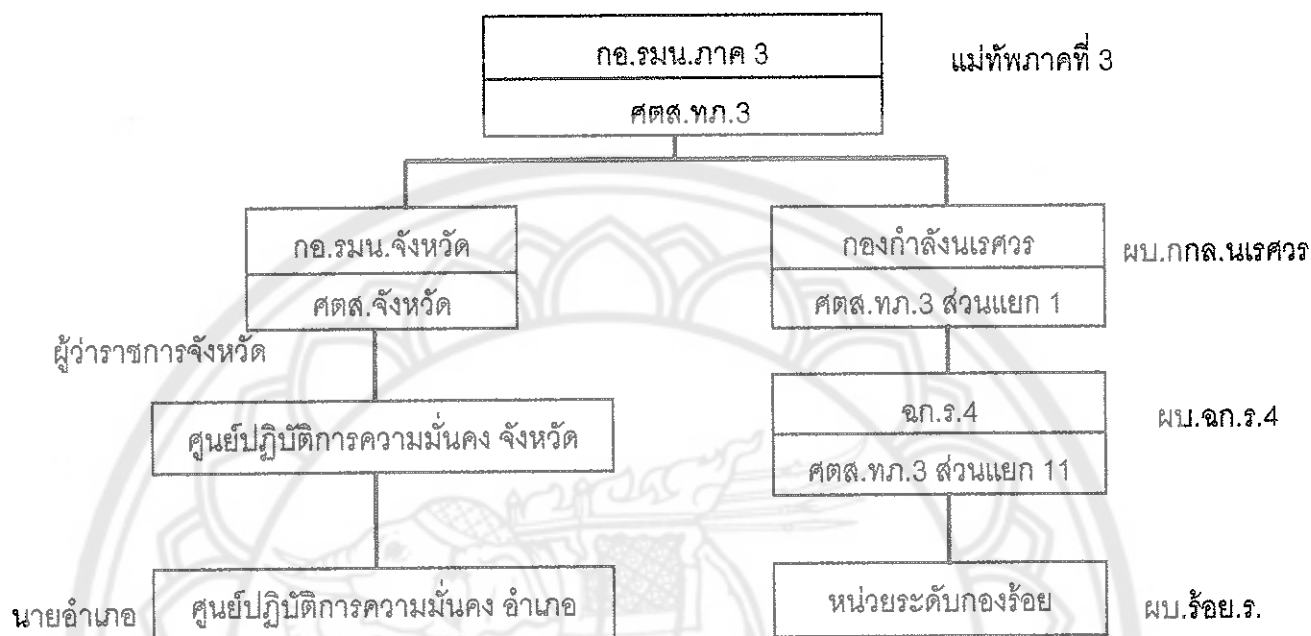 กอ.รมน.ภาค 3
แม่ทัพภาคที่ 3
ศตส.ทภ.3
กอ.รมน.จังหวัด
กองกำลังนเรศวร
ผบ.กกล.นเรศวร
ศตส.จังหวัด
ศตส.ทภ.3 ส่วนแยก 1
ผู้ว่าราชการจังหวัด
ฉก.ร.4
ผบ.ฉก.ร.4
ศูนย์ปฏิบัติการความมั่นคง จังหวัด
ศตส.ทภ.3 ส่วนแยก 11
นายอำเภอ
ศูนย์ปฏิบัติการความมั่นคง อำเภอ
หน่วยระดับกองร้อย
ผบ.ร้อย.ร.